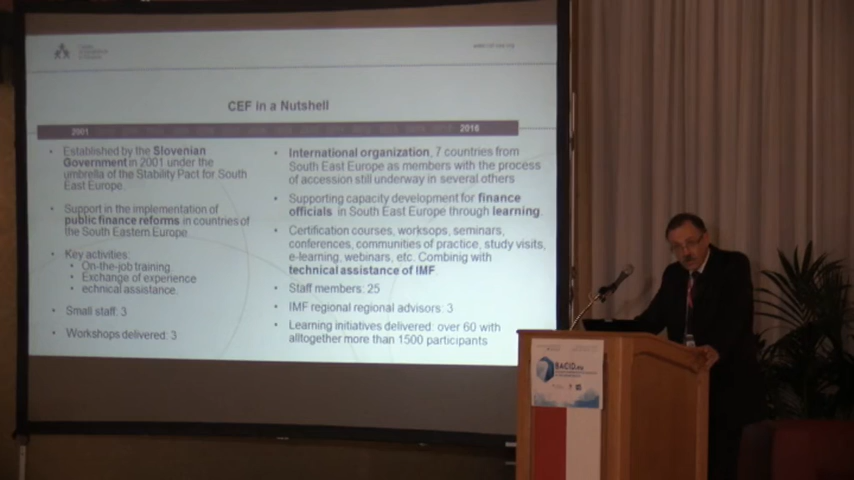 CEF in a Nutshell
2001
2016
• Established by the Slovenian
Government in 2001 under the
umbrella of the Stability Pact for South
East Europe.
• Support in the implementation of
public finance reforms in countries of
the South Eastern Europe
• Key activities:
• On-the-job training
• Exchange of experience
• echnical assistance.
• Small staff: 3
• Workshops delivered: 3
• International organization, 7 countries from
South East Europe as members with the process
of accession still underway in several others
• Supporting capacity development for finance
officials in South East Europe through learning.
• Certification courses, worksops, seminars,
conferences, communities of practice, study visits,
e-learning, webinars, etc. Combinig with
technical assistance of IMF.
• Staff members: 25
• IMF regional regional advisors: 3
• Learning initiatives delivered: over 60 with
alltogether more than 1500 participants
BACID.eu